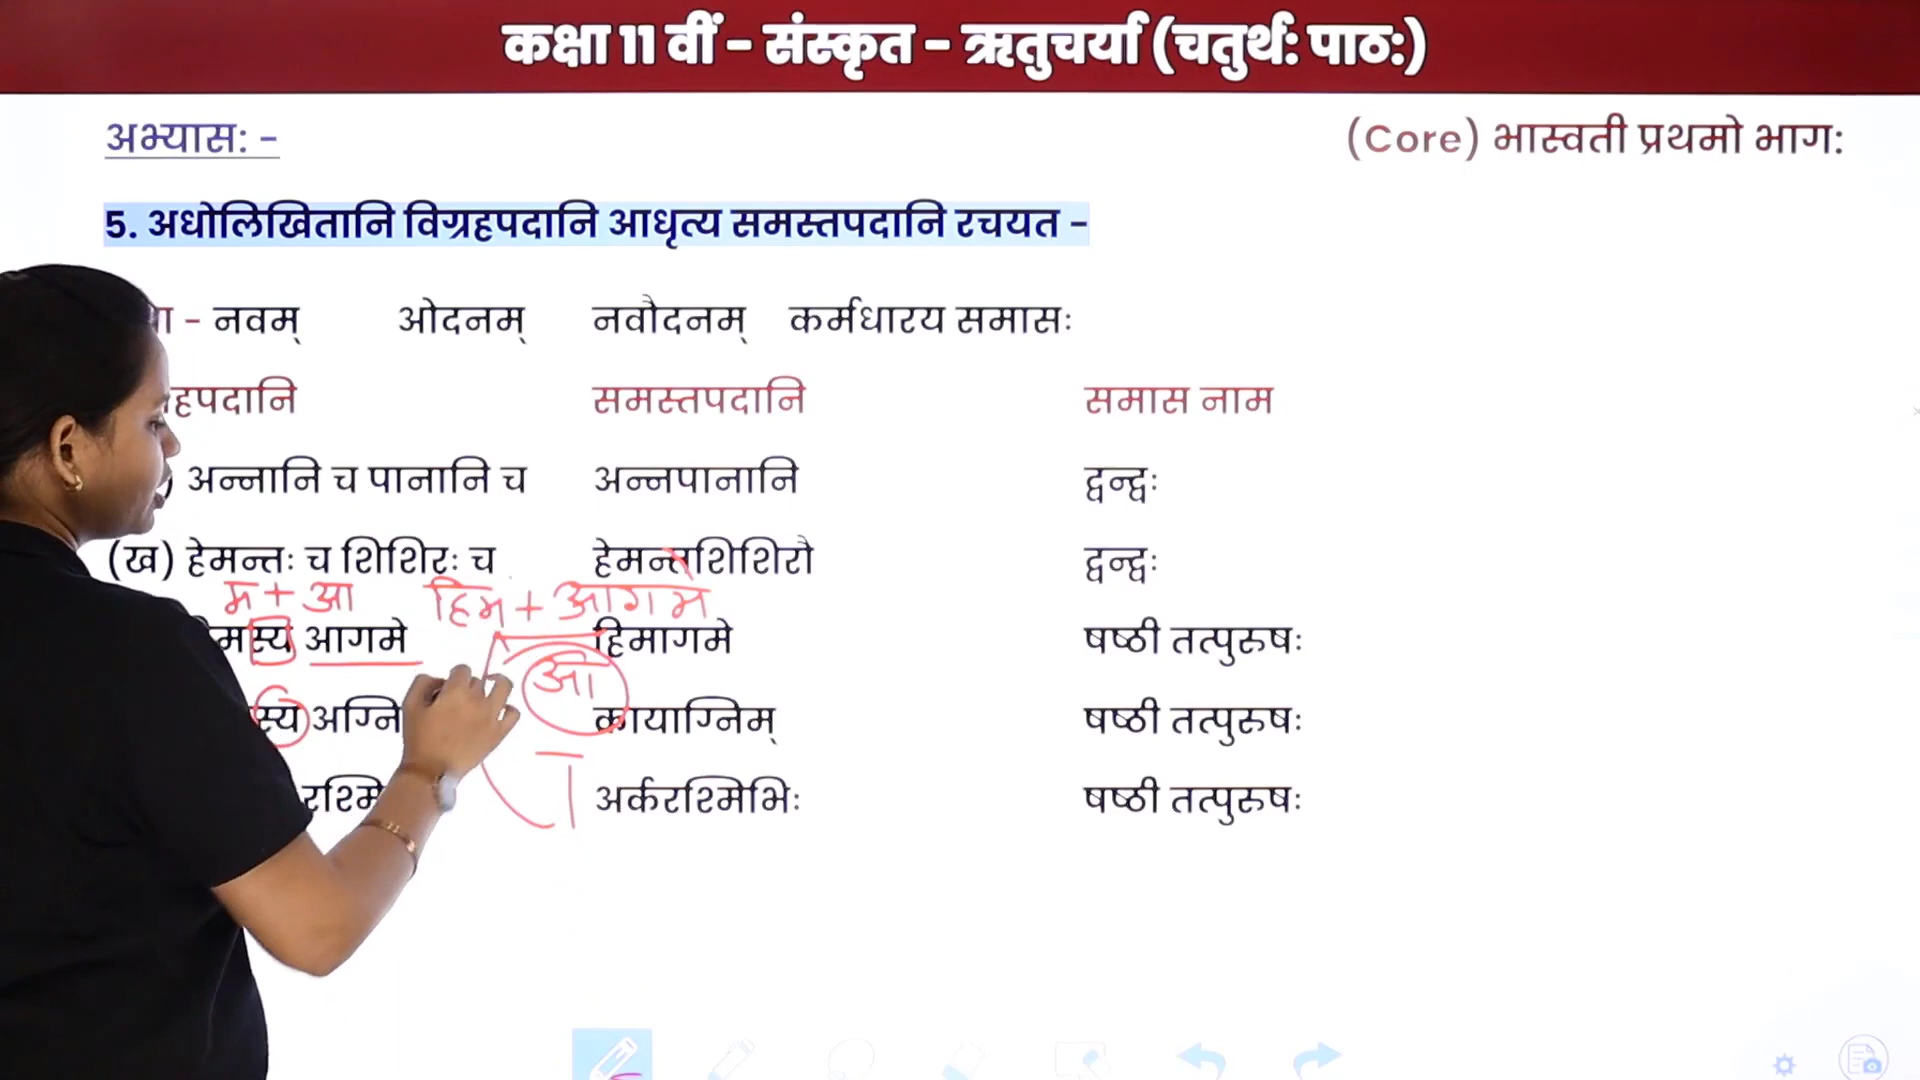 कक्षा 11 वीं - संस्कृत - ऋतुचर्या (चतुर्थः पाठः)
अभ्यासः - (Core) भास्वती प्रथमो भागः
5. अधोलिखितानि विग्रहपदानि आधृत्य समस्तपदानि रचयत -
- नवम् ओदनम् नवौदनम् कर्मधारय समासः
समस्तपदानि समास नाम
अन्नानि च पानानि च अन्नपानानि द्वन्द्वः
(ख) हेमन्तः च शिशिरः च हेमन्तशिशिरौ द्वन्द्वः
म + आ हिम + आगमे
आगमे हिमागमे षष्ठी तत्पुरुषः
आ
कायाग्निम् षष्ठी तत्पुरुषः
अर्करश्मिभिः षष्ठी तत्पुरुषः